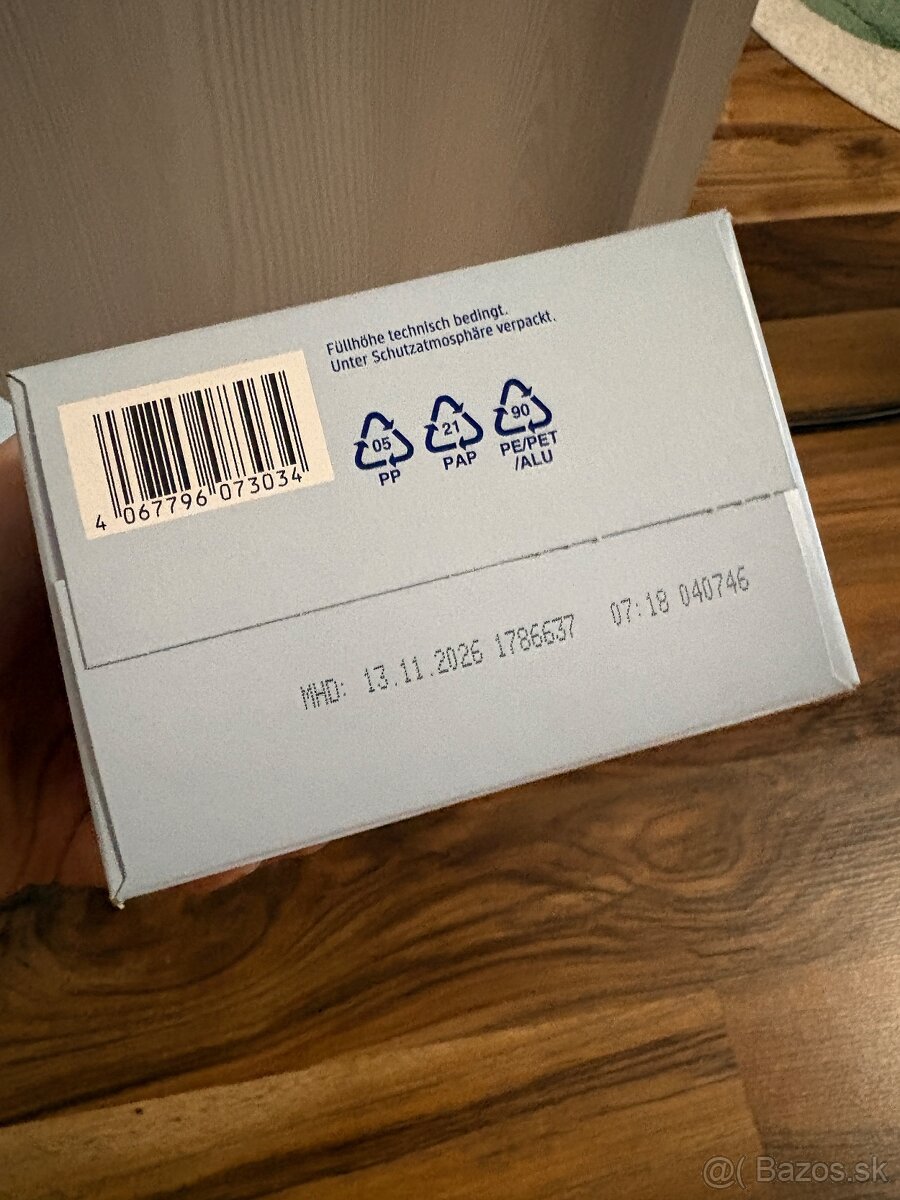 Füllhöhe technisch bedingt.
Unter Schutzatmosphäre verpackt.
4 067796 073034
05 21 90
PP PAP PE/PET
/ALU
MHD: 13.11.2026 1786637 07:18 040746
@( Bazos.sk